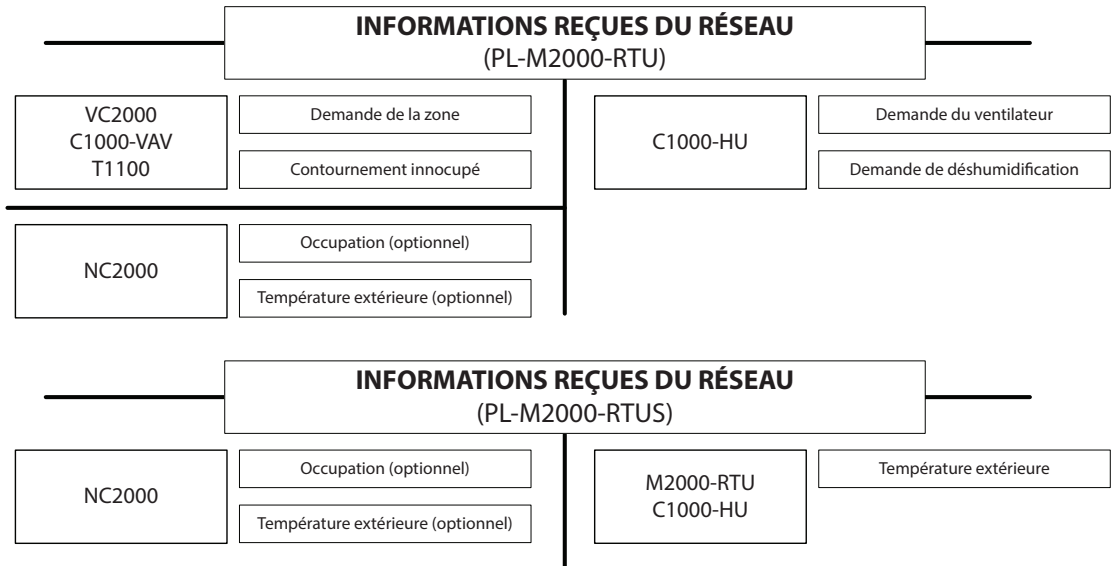 INFORMATIONS REÇUES DU RÉSEAU
(PL-M2000-RTU)
VC2000
C1000-VAV
T1100
Demande de la zone
Contournement innocupé
NC2000
Occupation (optionnel)
Température extérieure (optionnel)
C1000-HU
Demande du ventilateur
Demande de déshumidification
INFORMATIONS REÇUES DU RÉSEAU
(PL-M2000-RTUS)
NC2000
Occupation (optionnel)
Température extérieure (optionnel)
M2000-RTU
C1000-HU
Température extérieure